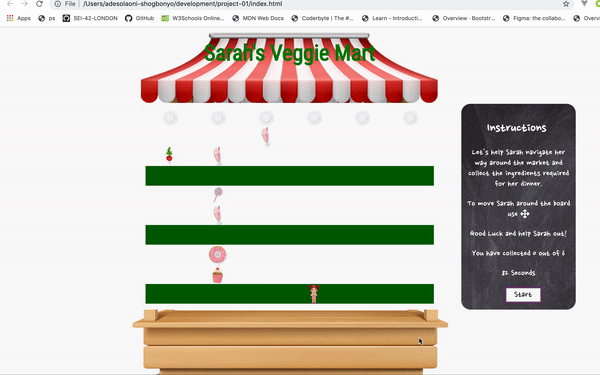 File | /Users/adesolaoni-shogbonyo/development/project-01/index.html
Apps ps SEI-42-LONDON GitHub W3Schools Online... MDN Web Docs Coderbyte | The #... Learn - Introducti... Overview · Bootstr... Figma: the collabo... Overvi
Sarah's Veggie Mart
Instructions
Let's help Sarah navigate her
way around the market and
collect the ingredients required
for her dinner.
To move Sarah around the board
use
Good Luck and help Sarah out!
You have collected 0 out of 6
82 Seconds
Start